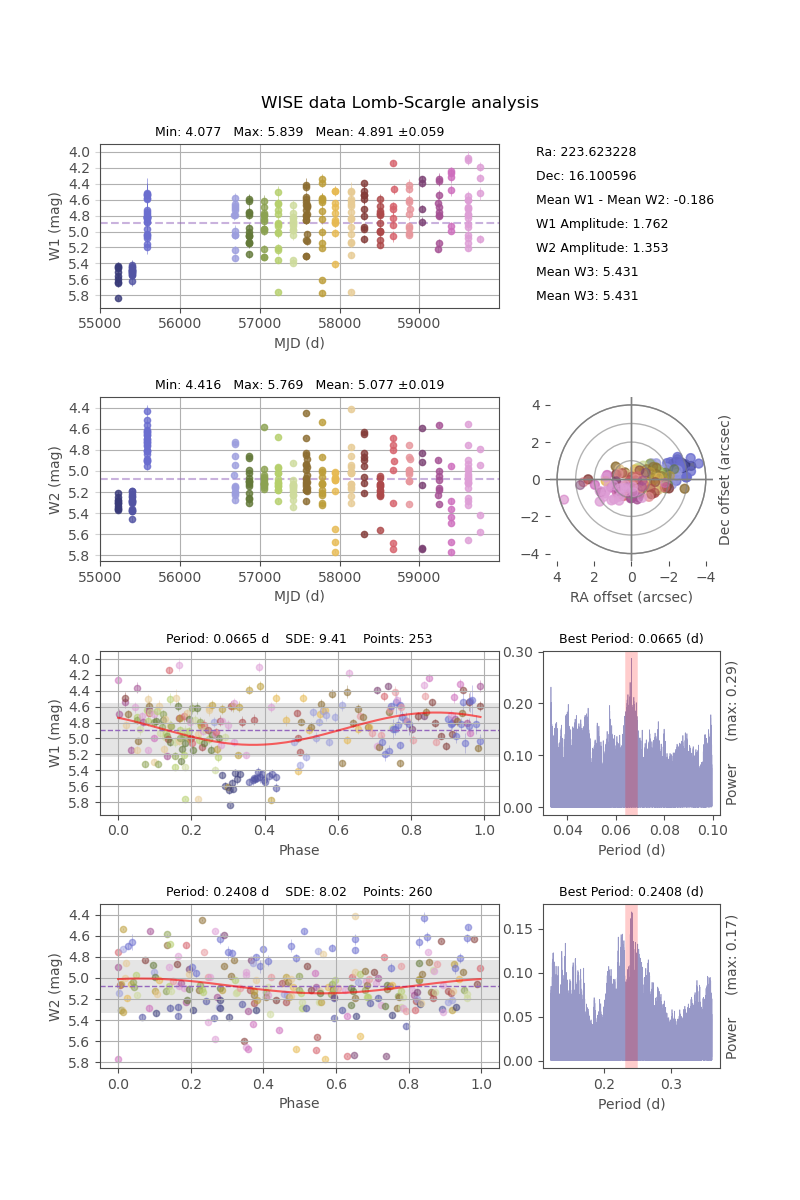 WISE data Lomb-Scargle analysis
Min: 4.077 Max: 5.839 Mean: 4.891 ±0.059
4.0
4.2
4.4
4.6
4.8
5.0
5.2
5.4
5.6
5.8
W1 (mag)
55000 56000 57000 58000 59000
MJD (d)
Ra: 223.623228
Dec: 16.100596
Mean W1 - Mean W2: -0.186
W1 Amplitude: 1.762
W2 Amplitude: 1.353
Mean W3: 5.431
Mean W3: 5.431
Min: 4.416 Max: 5.769 Mean: 5.077 ±0.019
4.4
4.6
4.8
5.0
5.2
5.4
5.6
5.8
W2 (mag)
55000 56000 57000 58000 59000
MJD (d)
4
2
0
−2
−4
4 2 0 −2 −4
RA offset (arcsec)
Dec offset (arcsec)
Period: 0.0665 d SDE: 9.41 Points: 253
4.0
4.2
4.4
4.6
4.8
5.0
5.2
5.4
5.6
5.8
W1 (mag)
0.0 0.2 0.4 0.6 0.8 1.0
Phase
Best Period: 0.0665 (d)
0.30
0.20
0.10
0.00
0.04 0.06 0.08 0.10
Period (d)
Power (max: 0.29)
Period: 0.2408 d SDE: 8.02 Points: 260
4.4
4.6
4.8
5.0
5.2
5.4
5.6
5.8
W2 (mag)
0.0 0.2 0.4 0.6 0.8 1.0
Phase
Best Period: 0.2408 (d)
0.15
0.10
0.05
0.00
0.2 0.3
Period (d)
Power (max: 0.17)